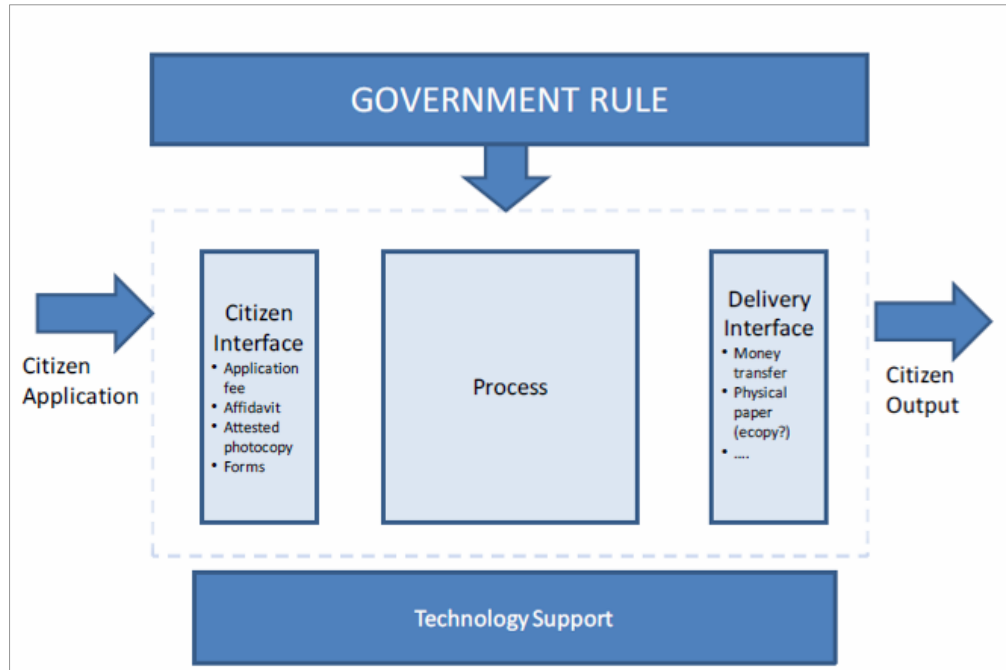 GOVERNMENT RULE
Citizen
Application
Citizen
Interface
• Application
fee
• Affidavit
• Attested
photocopy
• Forms
Process
Delivery
Interface
• Money
transfer
• Physical
paper
(ecopy?)
• ....
Citizen
Output
Technology Support